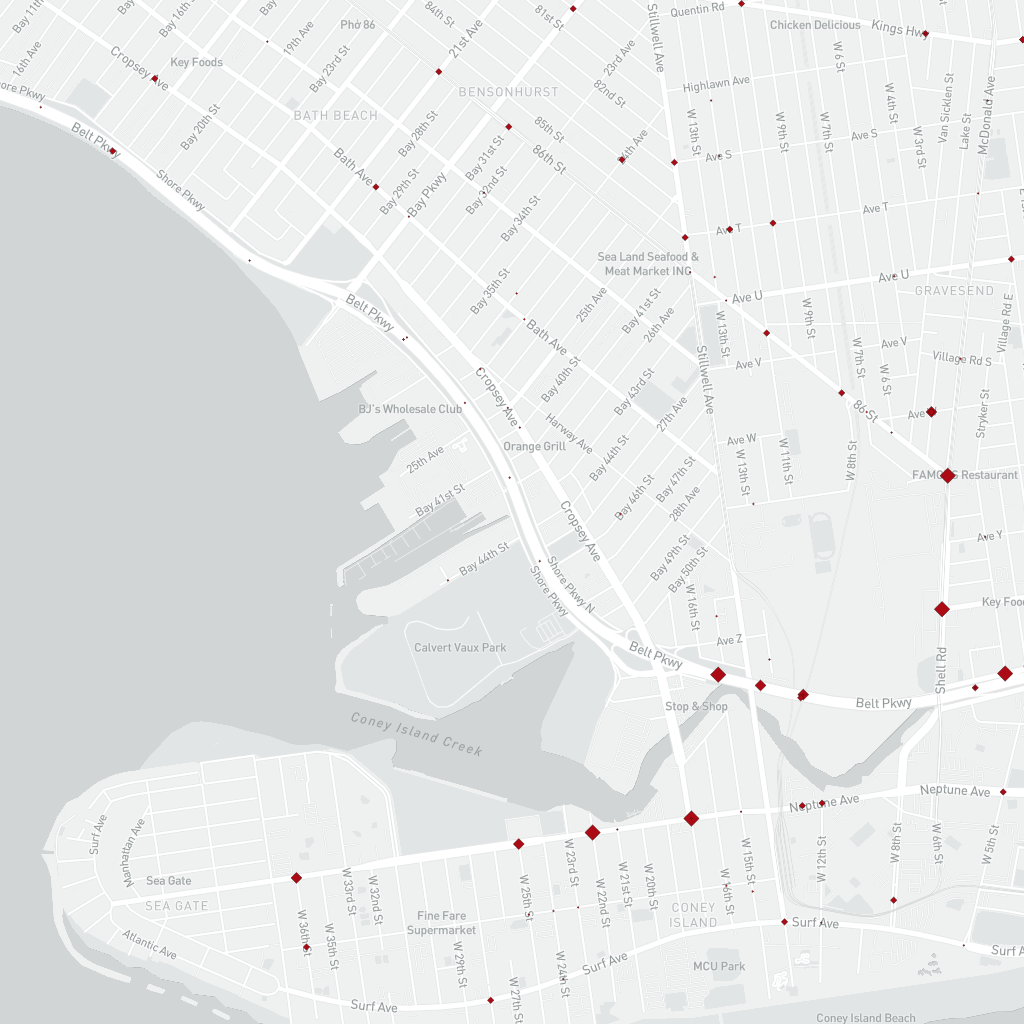 Bay 11th
Bay 16th St
19th Ave
Pho 86
84th St
81st St
21st Ave
Stillwell Ave
Quentin Rd
Chicken Delicious
Kings Hwy
16th Ave
Cropsey Ave
Key Foods
Bay 23rd St
23rd Ave
82nd St
Highlawn Ave
W 6 St
BENSONHURST
BATH BEACH
Shore Pkwy
Belt Pkwy
Bay 20th St
Bay 28th St
85th St
86th St
24th Ave
W 13th St
W 9th St
W 7th St
W 4th St
W 3rd St
Van Sicklen St
Lake St
McDonald Ave
Ave S
Ave S
Bath Ave
Bay 29th St
Bay Pkwy
Bay 31st St
Bay 32nd St
Bay 34th St
Shore Pkwy
Ave T
Ave T
Sea Land Seafood &
Meat Market INC
Ave U
Ave U
GRAVESEND
Village Rd E
Belt Pkwy
Bay 35th St
Bath Ave
25th Ave
Bay 41st St
26th Ave
W 13th St
W 9th St
W 7th St
W 6 St
Ave V
Ave V
Village Rd S
Stryker St
Stillwell Ave
Cropsey Ave
Bay 40th St
Bay 43rd St
27th Ave
BJ's Wholesale Club
Harway Ave
86 St
Ave
Orange Grill
25th Ave
Bay 44th St
Bay 46th St
Bay 47th St
28th Ave
Ave W
W 13th St
W 11th St
W 8th St
FAMOUS Restaurant
Bay 41st St
Cropsey Ave
Ave Y
Bay 44th St
Shore Pkwy
Shore Pkwy N
Bay 49th St
Bay 50th St
W 16th St
Key Food
Calvert Vaux Park
Belt Pkwy
Ave Z
Shell Rd
Stop & Shop
Belt Pkwy
Coney Island Creek
Neptune Ave
Neptune Ave
Surf Ave
Manhattan Ave
Sea Gate
SEA GATE
Atlantic Ave
W 36th St
W 35th St
W 33rd St
W 32nd St
Fine Fare
Supermarket
W 29th St
W 27th St
W 25th St
W 24th St
W 23rd St
W 22nd St
W 21st St
W 20th St
CONEY
ISLAND
W 16th St
W 15th St
W 12th St
W 8th St
W 6th St
W 5th St
Surf Ave
Surf Ave
Surf Ave
Surf A
MCU Park
Coney Island Beach